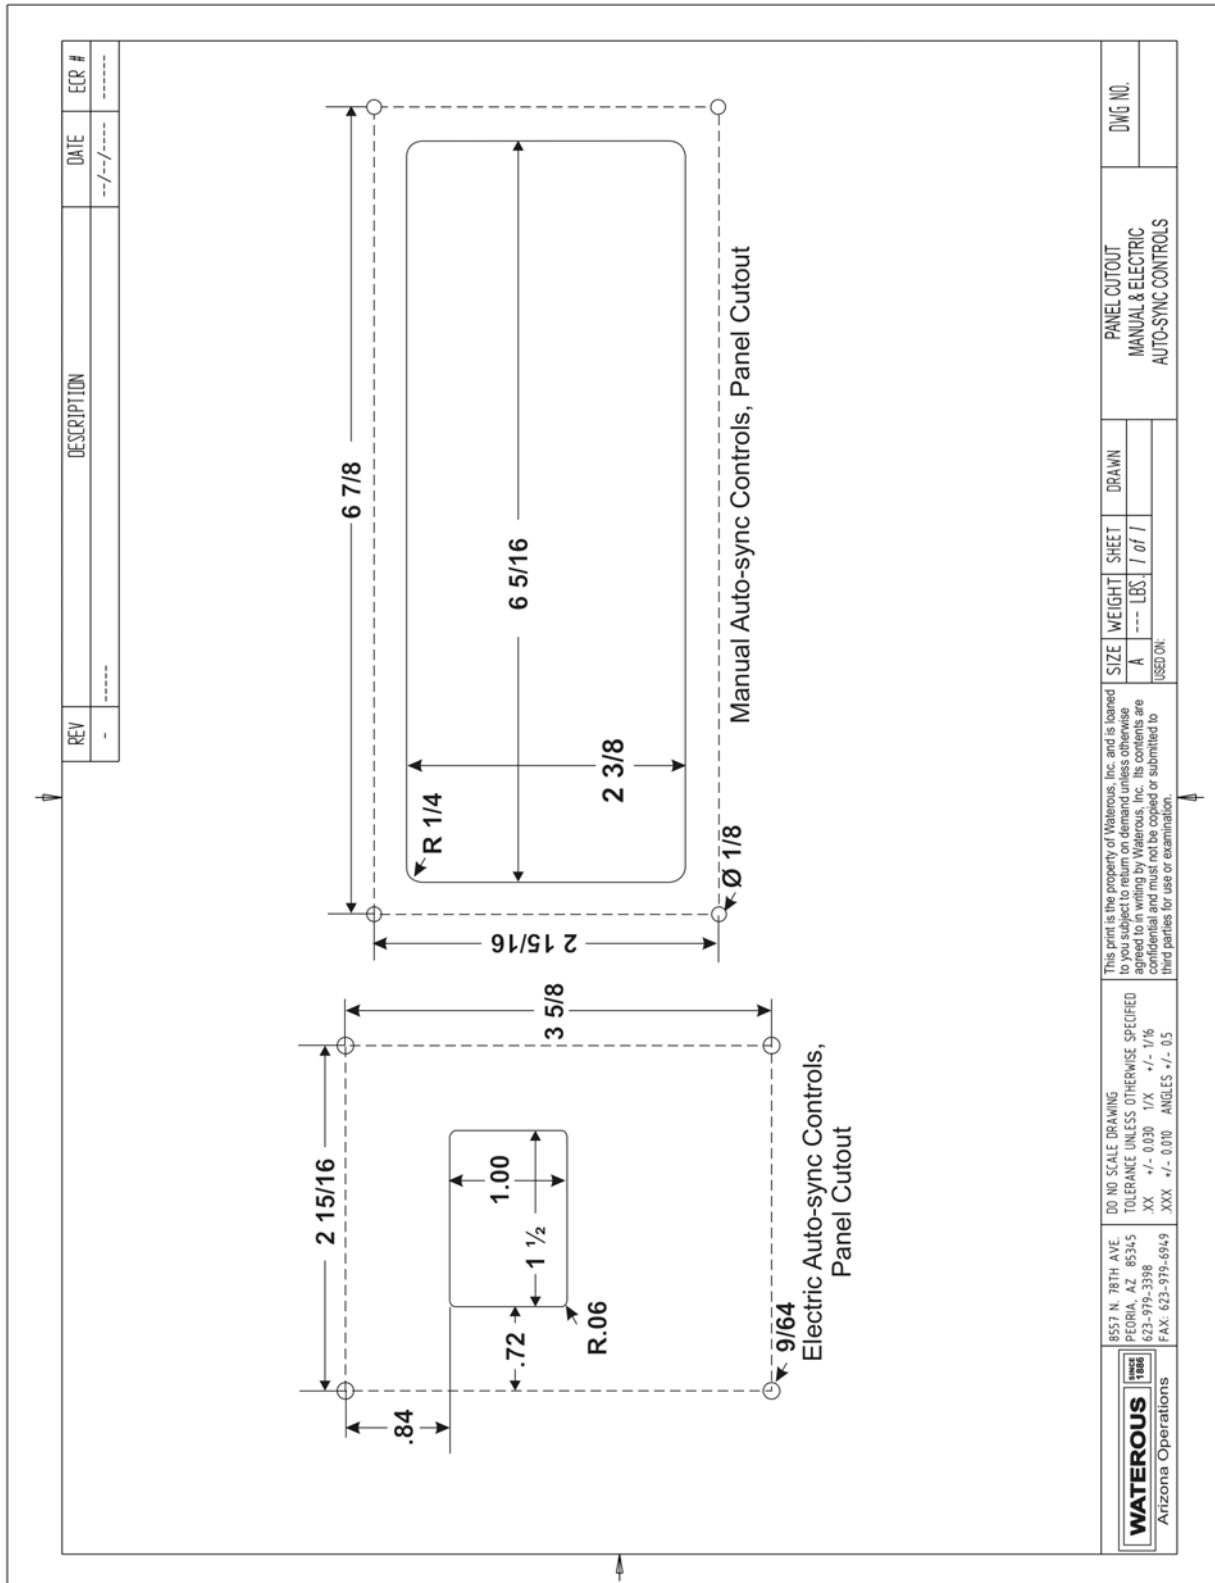 REV DESCRIPTION DATE ECR #
- ----- --/--/---- ------
2 15/16
.84
.72
1.00
1 ½
R.06
9/64
3 5/8
Electric Auto-sync Controls,
Panel Cutout
6 7/8
2 15/16
R 1/4
6 5/16
2 3/8
Ø 1/8
Manual Auto-sync Controls, Panel Cutout
WATEROUS
SINCE
1886
Arizona Operations
8557 N. 78TH AVE.
PEORIA, AZ 85345
623-979-3398
FAX: 623-979-6949
DO NO SCALE DRAWING
TOLERANCE UNLESS OTHERWISE SPECIFIED
.XX +/- 0.030 1/X +/- 1/16
.XXX +/- 0.010 ANGLES +/- 0.5
This print is the property of Waterous, Inc. and is loaned
to you subject to return on demand unless otherwise
agreed to in writing by Waterous, Inc. Its contents are
confidential and must not be copied or submitted to
third parties for use or examination.
SIZE WEIGHT SHEET DRAWN
A --- LBS. 1 of 1
USED ON:
PANEL CUTOUT
MANUAL & ELECTRIC
AUTO-SYNC CONTROLS
DWG NO.